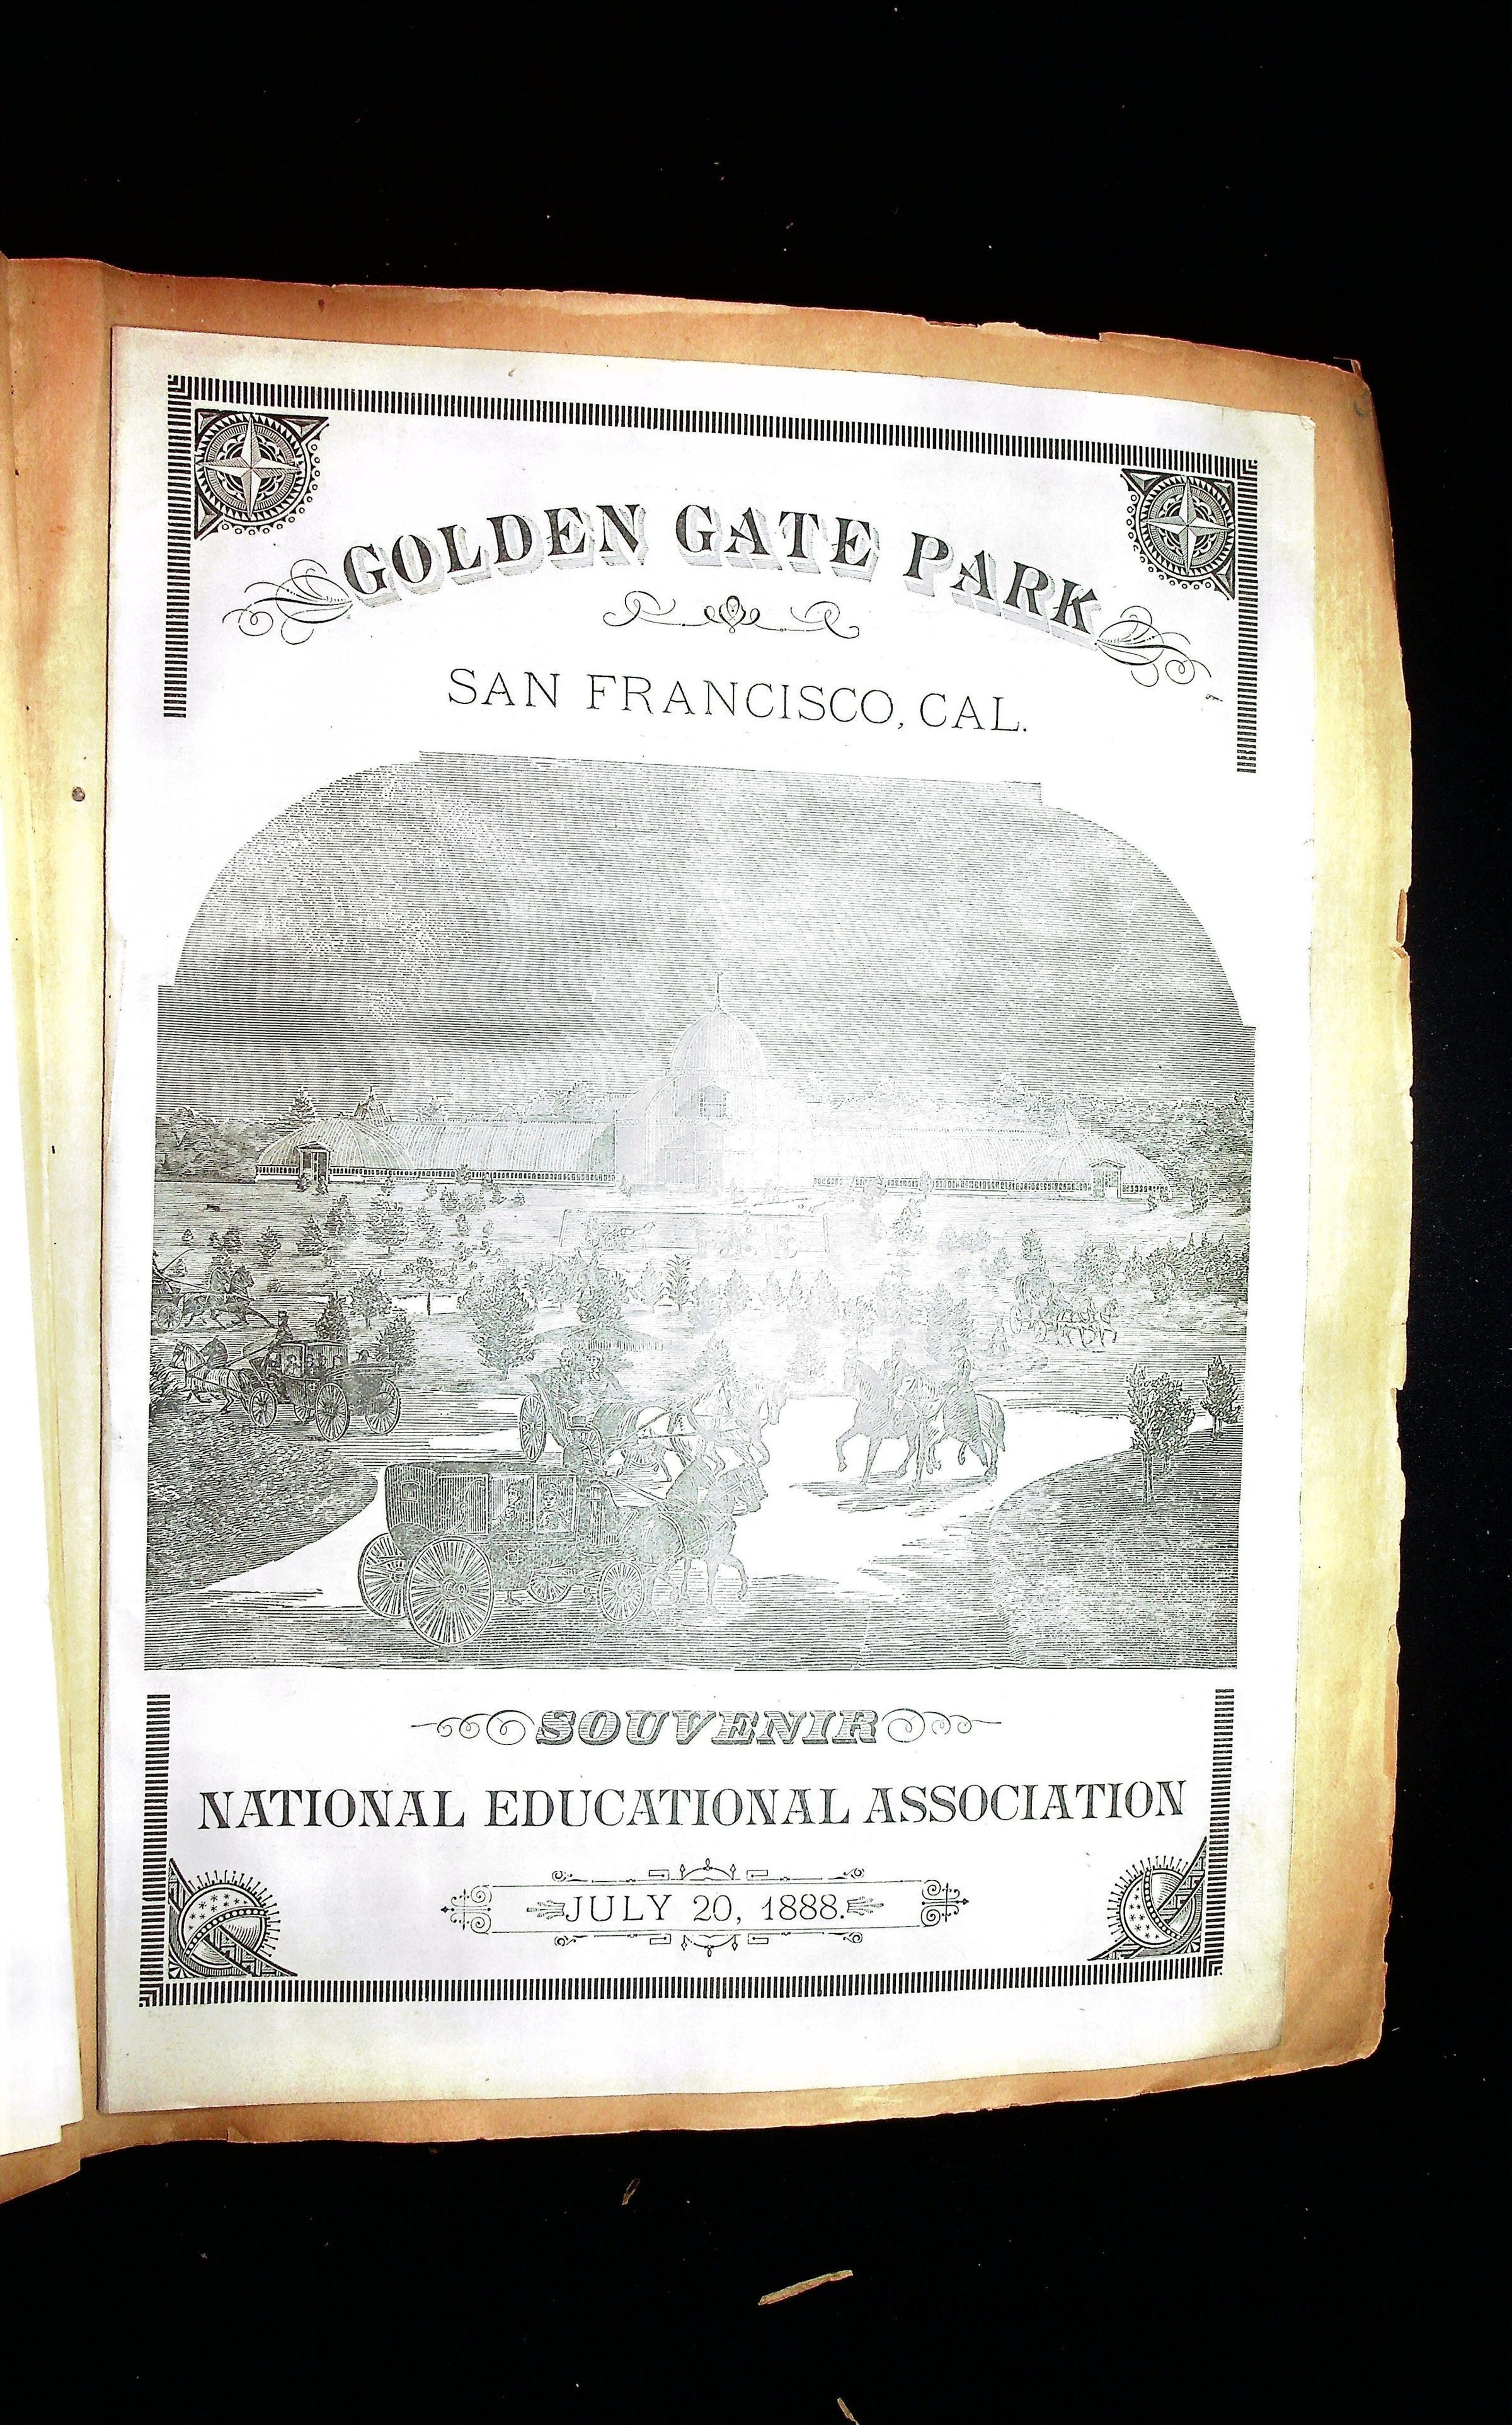 GOLDEN GATE PARK
SAN FRANCISCO, CAL.
SOUVENIR
NATIONAL EDUCATIONAL ASSOCIATION
JULY 20, 1888.